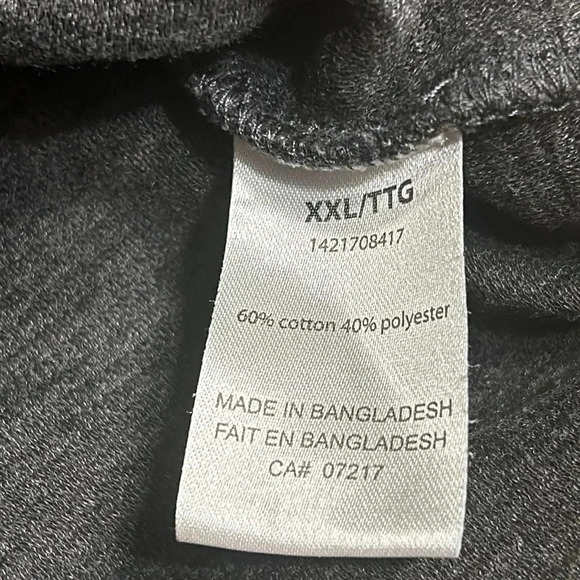 XXL/TTG
1421708417
60% cotton 40% polyester
MADE IN BANGLADESH
FAIT EN BANGLADESH
CA# 07217